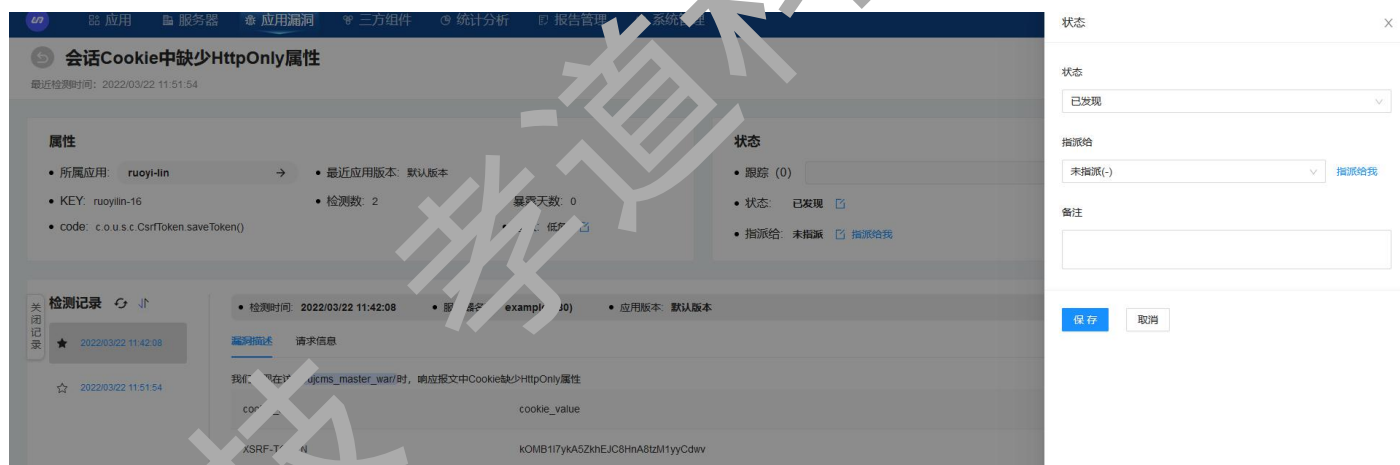 应用 服务器 应用漏洞 三方组件 统计分析 报告管理 系统管理
会话Cookie中缺少HttpOnly属性
最近检测时间：2022/03/22 11:51:54
属性
所属应用: ruoyi-lin → 最近应用版本: 默认版本
KEY: ruoyilin-16 检测数: 2 暴露天数: 0
code: c.o.u.s.c.CsrfToken.saveToken() 低危
状态
跟踪 (0)
状态: 已发现
指派给: 未指派 指派给我
关闭记录
检测记录
2022/03/22 11:42:08
2022/03/22 11:51:54
检测时间: 2022/03/22 11:42:08 应用版本: 默认版本
漏洞描述 请求信息
ujcms_master_war/时，响应报文中Cookie缺少HttpOnly属性
cookie_value
kOMB1I7ykA5ZkhEJC8HnA8tzM1yyCdwv
状态
状态
已发现
指派给
未指派(-) 指派给我
备注
保 存 取消
孝道科技